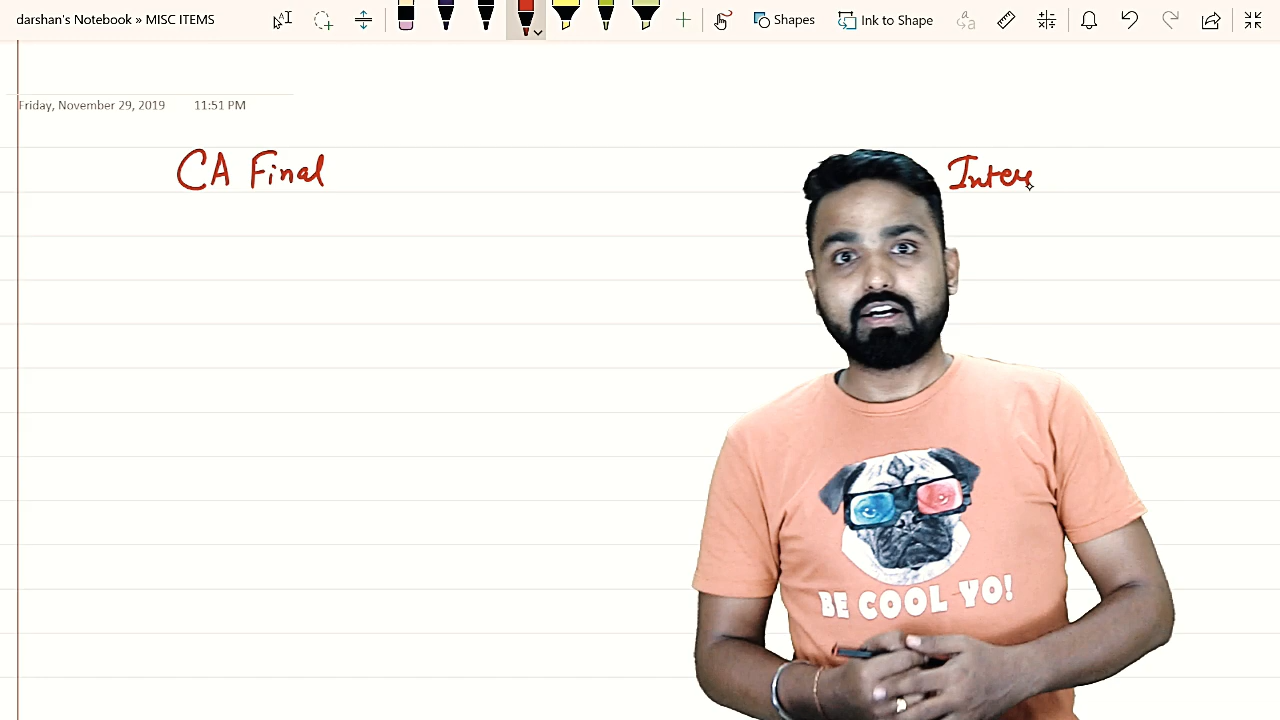 darshan's Notebook » MISC ITEMS
Shapes
Ink to Shape
Friday, November 29, 2019 11:51 PM
CA Final
Inter
BE COOL YO!